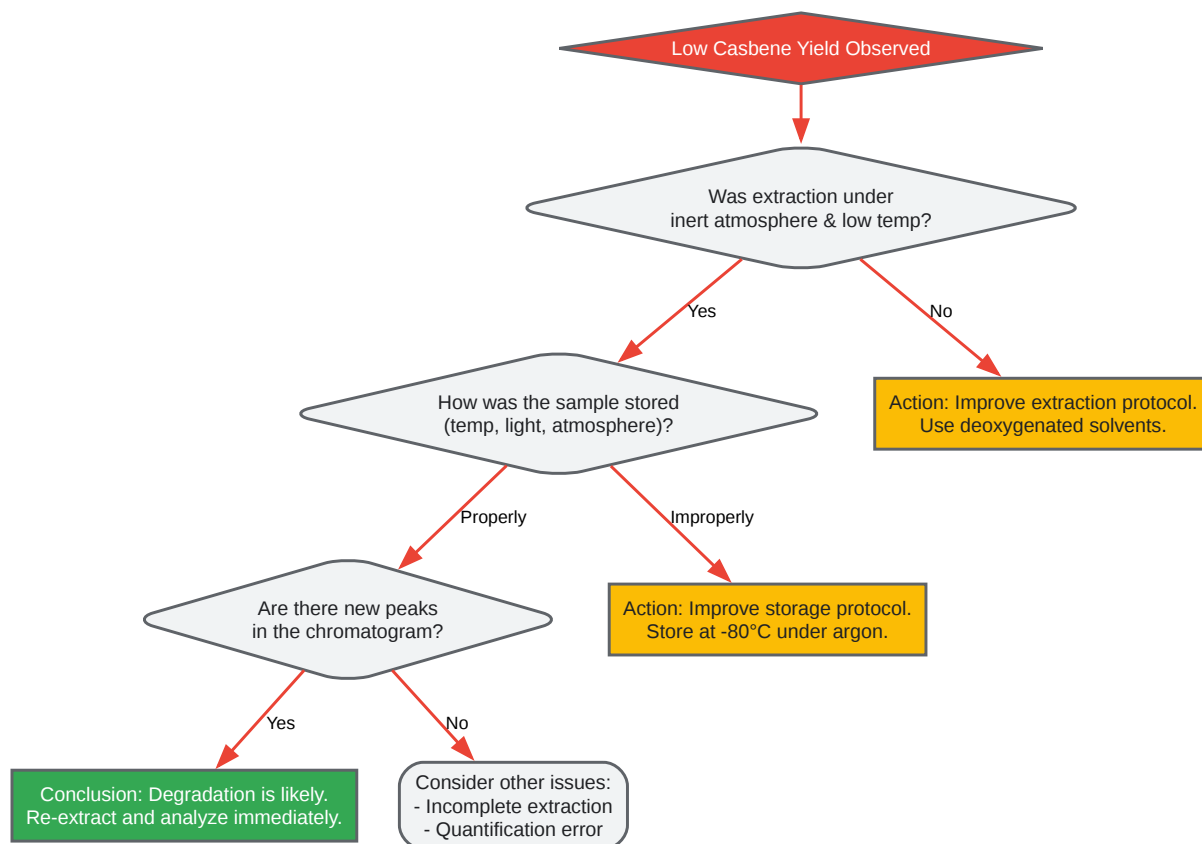 Low Casbene Yield Observed
Was extraction under
inert atmosphere & low temp?
Yes
No
How was the sample stored
(temp, light, atmosphere)?
Action: Improve extraction protocol.
Use deoxygenated solvents.
Properly
Improperly
Are there new peaks
in the chromatogram?
Action: Improve storage protocol.
Store at -80°C under argon.
Yes
No
Conclusion: Degradation is likely.
Re-extract and analyze immediately.
Consider other issues:
- Incomplete extraction
- Quantification error